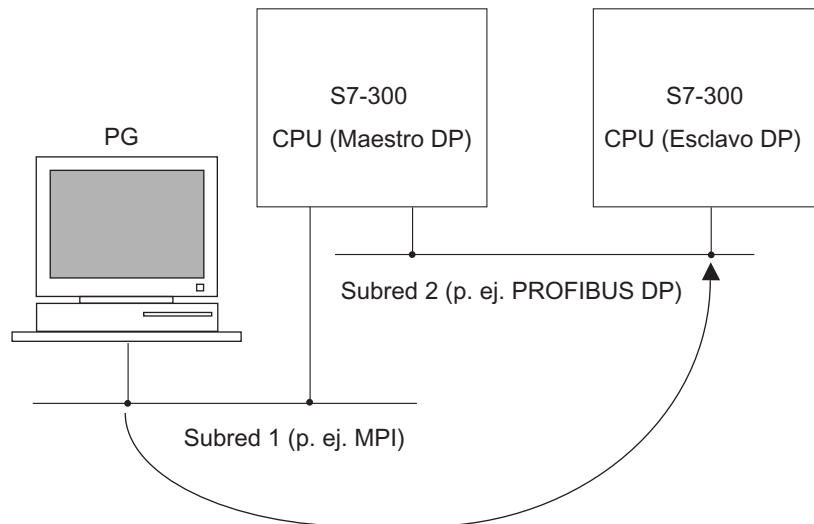 PG
S7-300
CPU (Maestro DP)
S7-300
CPU (Esclavo DP)
Subred 2 (p. ej. PROFIBUS DP)
Subred 1 (p. ej. MPI)